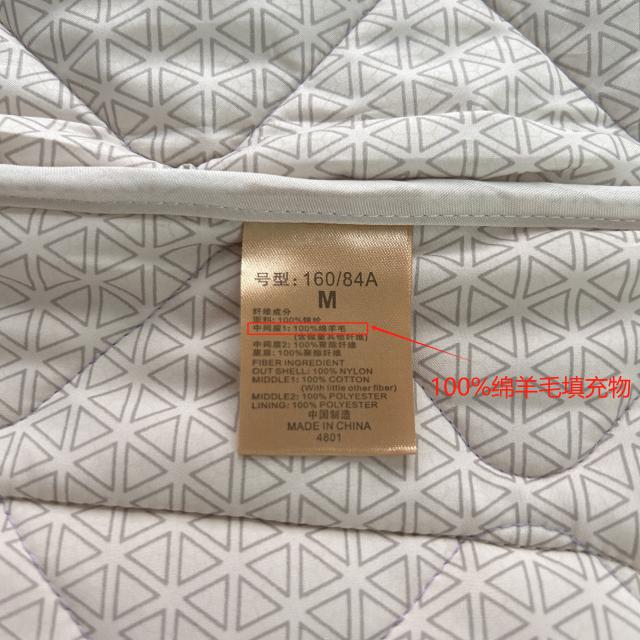 号型: 160/84A
M
纤维成分
面料: 100%锦纶
中间层1: 100%绵羊毛
(含微量其他纤维)
中间层2: 100%聚酯纤维
里料: 100%聚酯纤维
FIBER INGREDIENT
OUT SHELL: 100% NYLON
MIDDLE1: 100% COTTON
(With little other fiber)
MIDDLE2: 100% POLYESTER
LINING: 100% POLYESTER
中国制造
MADE IN CHINA
4801
100%绵羊毛填充物